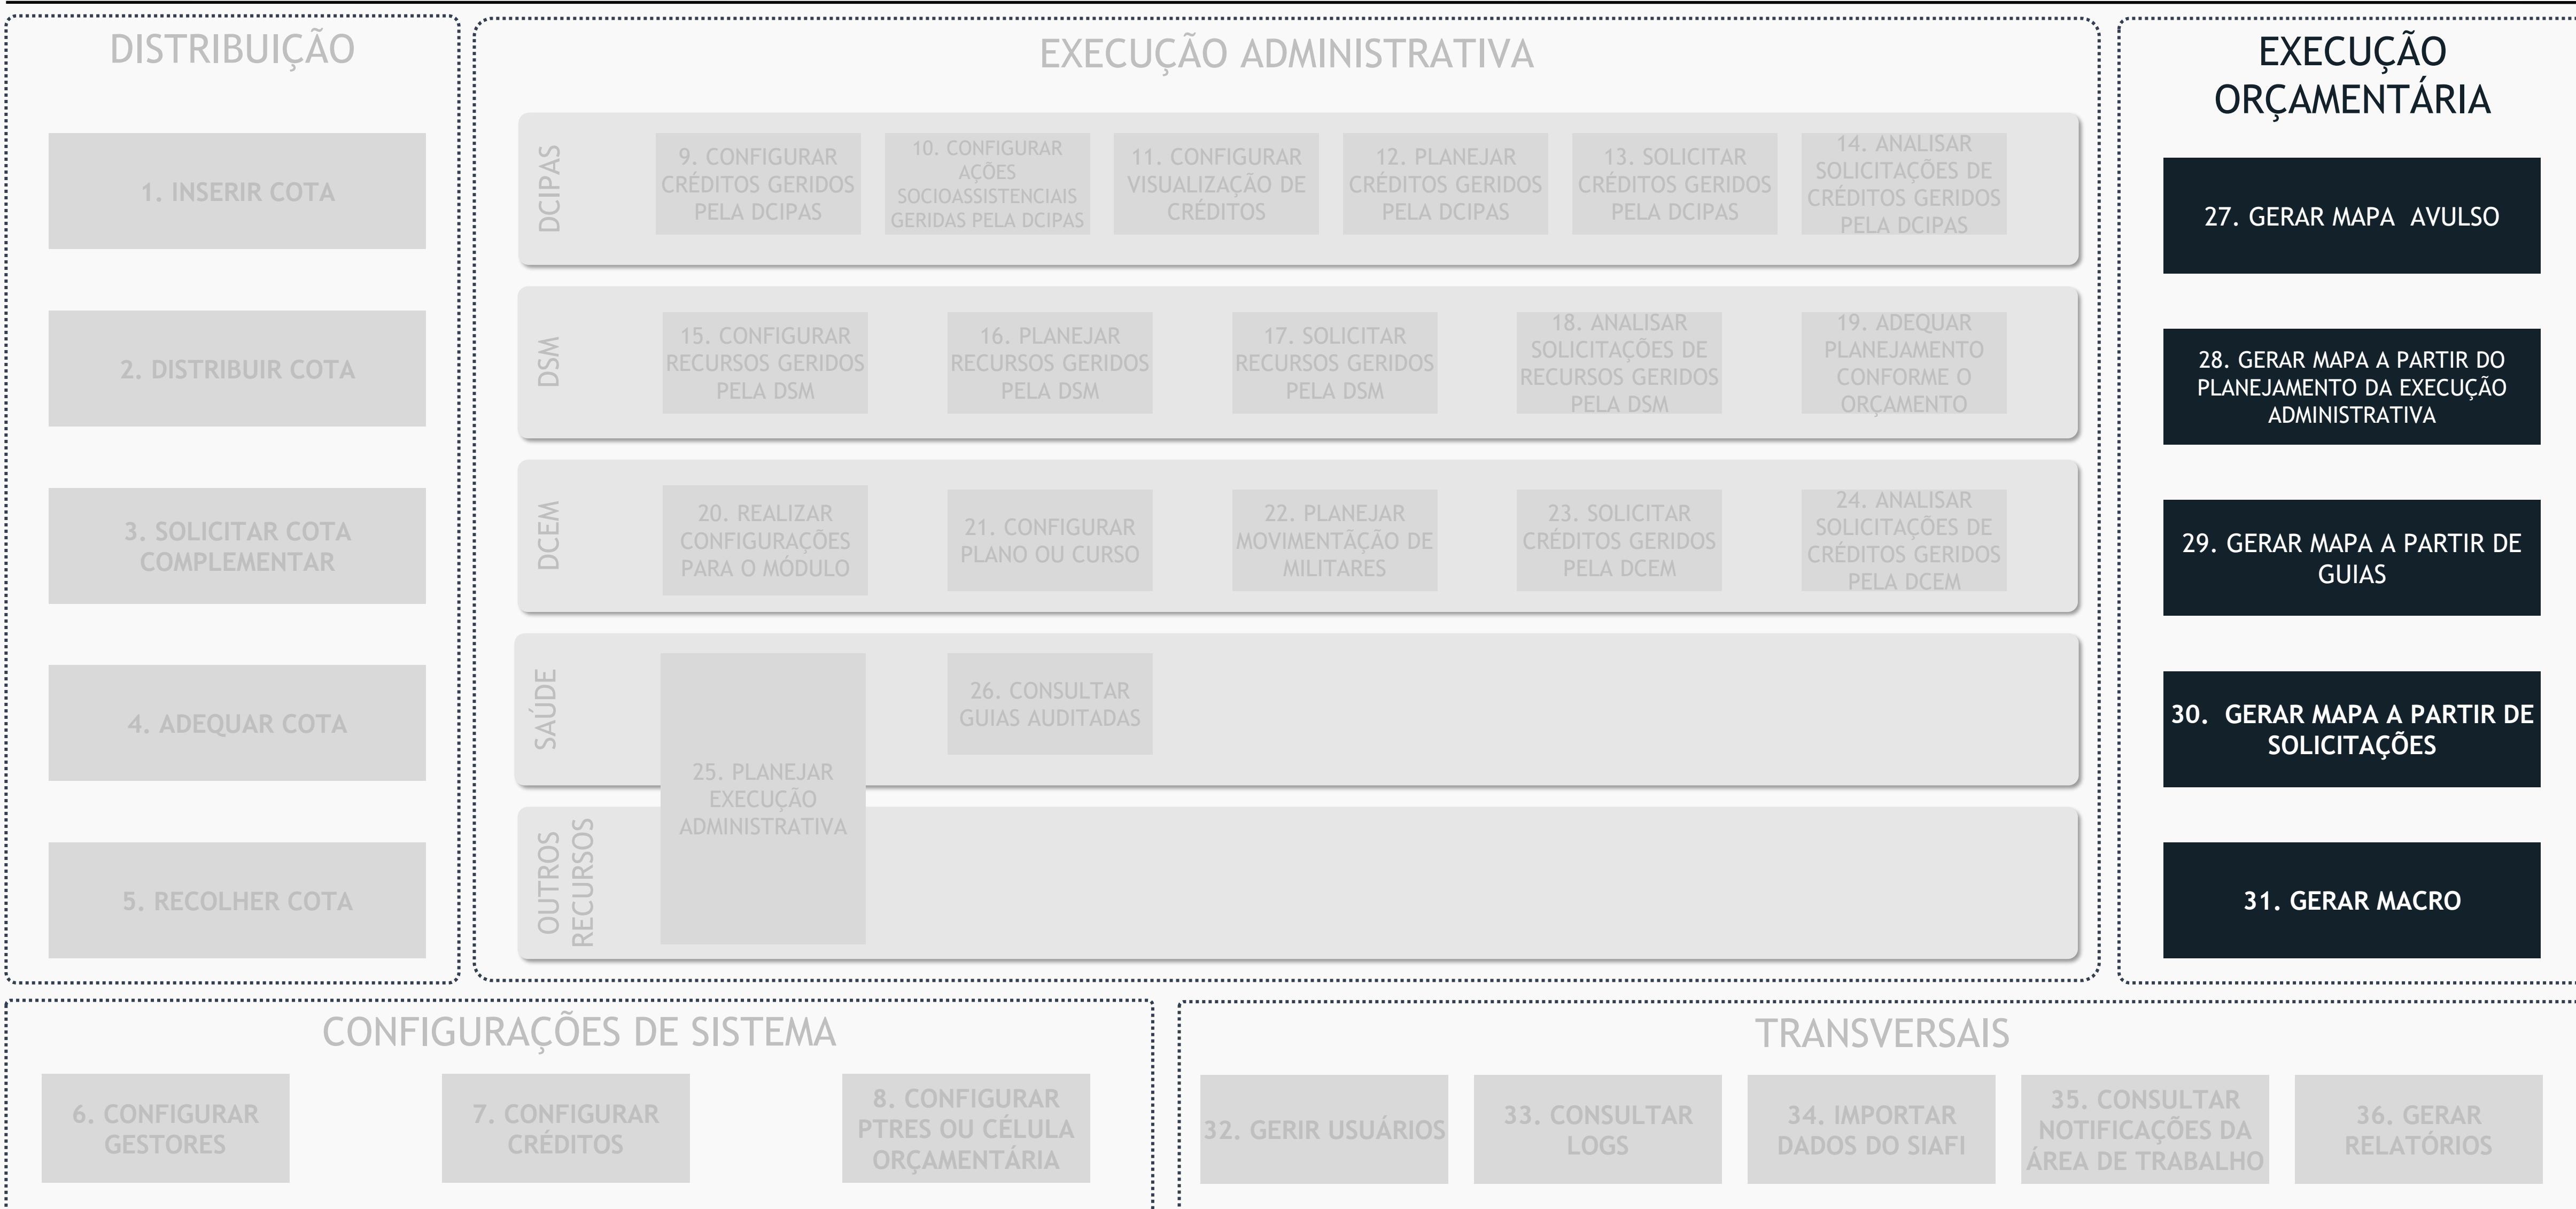 DISTRIBUIÇÃO
1. INSERIR COTA
2. DISTRIBUIR COTA
3. SOLICITAR COTA
COMPLEMENTAR
4. ADEQUAR COTA
5. RECOLHER COTA
EXECUÇÃO ADMINISTRATIVA
DCIPAS
9. CONFIGURAR
CRÉDITOS GERIDOS
PELA DCIPAS
10. CONFIGURAR
AÇÕES
SOCIOASSISTENCIAIS
GERIDAS PELA DCIPAS
11. CONFIGURAR
VISUALIZAÇÃO DE
CRÉDITOS
12. PLANEJAR
CRÉDITOS GERIDOS
PELA DCIPAS
13. SOLICITAR
CRÉDITOS GERIDOS
PELA DCIPAS
14. ANALISAR
SOLICITAÇÕES DE
CRÉDITOS GERIDOS
PELA DCIPAS
DSM
15. CONFIGURAR
RECURSOS GERIDOS
PELA DSM
16. PLANEJAR
RECURSOS GERIDOS
PELA DSM
17. SOLICITAR
RECURSOS GERIDOS
PELA DSM
18. ANALISAR
SOLICITAÇÕES DE
RECURSOS GERIDOS
PELA DSM
19. ADEQUAR
PLANEJAMENTO
CONFORME O
ORÇAMENTO
DCEM
20. REALIZAR
CONFIGURAÇÕES
PARA O MÓDULO
21. CONFIGURAR
PLANO OU CURSO
22. PLANEJAR
MOVIMENTÃÇÃO DE
MILITARES
23. SOLICITAR
CRÉDITOS GERIDOS
PELA DCEM
24. ANALISAR
SOLICITAÇÕES DE
CRÉDITOS GERIDOS
PELA DCEM
SAÚDE
25. PLANEJAR
EXECUÇÃO
ADMINISTRATIVA
26. CONSULTAR
GUIAS AUDITADAS
OUTROS
RECURSOS
EXECUÇÃO
ORÇAMENTÁRIA
27. GERAR MAPA  AVULSO
28. GERAR MAPA A PARTIR DO
PLANEJAMENTO DA EXECUÇÃO
ADMINISTRATIVA
29. GERAR MAPA A PARTIR DE
GUIAS
30.  GERAR MAPA A PARTIR DE
SOLICITAÇÕES
31. GERAR MACRO
CONFIGURAÇÕES DE SISTEMA
6. CONFIGURAR
GESTORES
7. CONFIGURAR
CRÉDITOS
8. CONFIGURAR
PTRES OU CÉLULA
ORÇAMENTÁRIA
TRANSVERSAIS
32. GERIR USUÁRIOS
33. CONSULTAR
LOGS
34. IMPORTAR
DADOS DO SIAFI
35. CONSULTAR
NOTIFICAÇÕES DA
ÁREA DE TRABALHO
36. GERAR
RELATÓRIOS